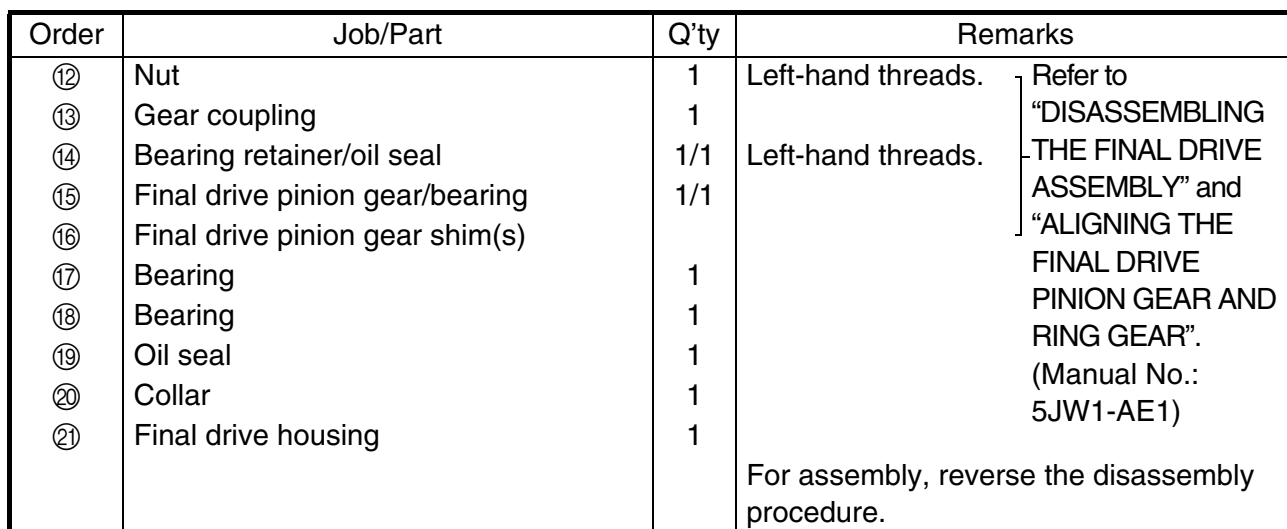 Order Job/Part Q’ty Remarks
⑫ Nut 1 Left-hand threads. Refer to
⑬ Gear coupling 1 “DISASSEMBLING
⑭ Bearing retainer/oil seal 1/1 Left-hand threads. THE FINAL DRIVE
⑮ Final drive pinion gear/bearing 1/1 ASSEMBLY” and
⑯ Final drive pinion gear shim(s) “ALIGNING THE
⑰ Bearing 1 FINAL DRIVE
⑱ Bearing 1 PINION GEAR AND
⑲ Oil seal 1 RING GEAR”.
⑳ Collar 1 (Manual No.:
㉑ Final drive housing 1 5JW1-AE1)
For assembly, reverse the disassembly
procedure.